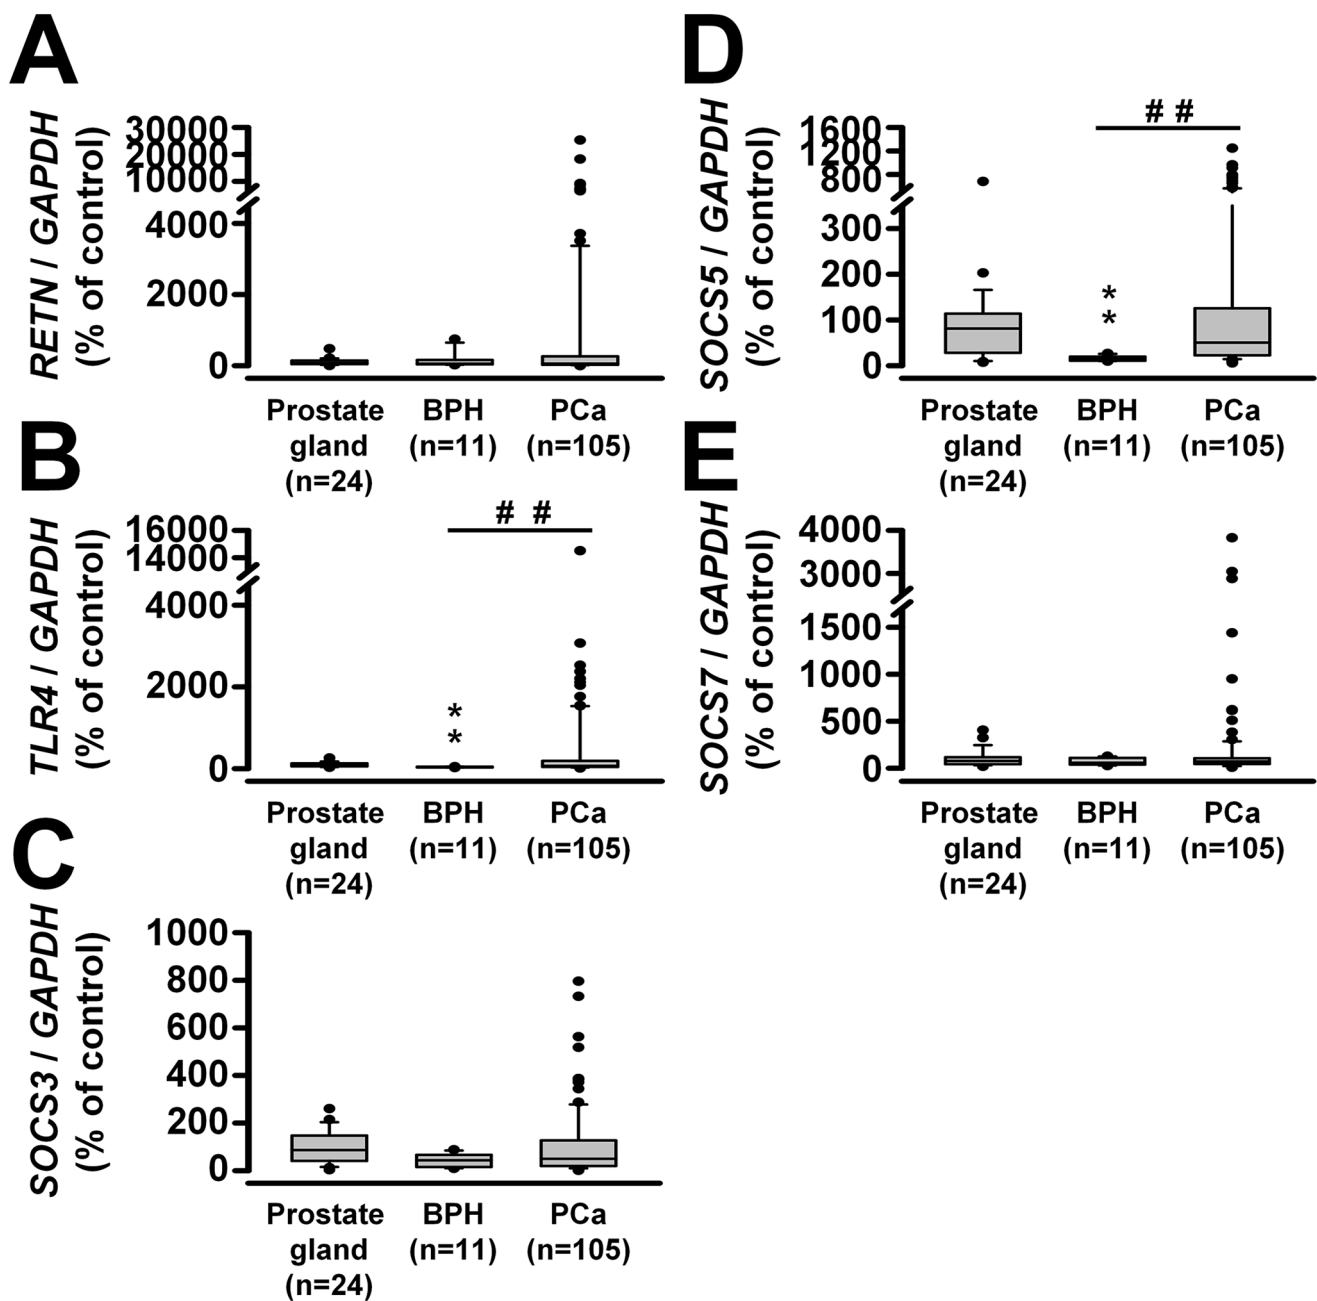 A
RETN / GAPDH
(% of control)
30000
20000
10000
4000
2000
0
Prostate gland (n=24)
BPH (n=11)
PCa (n=105)
B
TLR4 / GAPDH
(% of control)
# #
16000
14000
4000
2000
0
*
*
Prostate gland (n=24)
BPH (n=11)
PCa (n=105)
C
SOCS3 / GAPDH
(% of control)
1000
800
600
400
200
0
Prostate gland (n=24)
BPH (n=11)
PCa (n=105)
D
SOCS5 / GAPDH
(% of control)
# #
1600
1200
800
300
200
100
0
*
*
Prostate gland (n=24)
BPH (n=11)
PCa (n=105)
E
SOCS7 / GAPDH
(% of control)
4000
3000
1500
1000
500
0
Prostate gland (n=24)
BPH (n=11)
PCa (n=105)